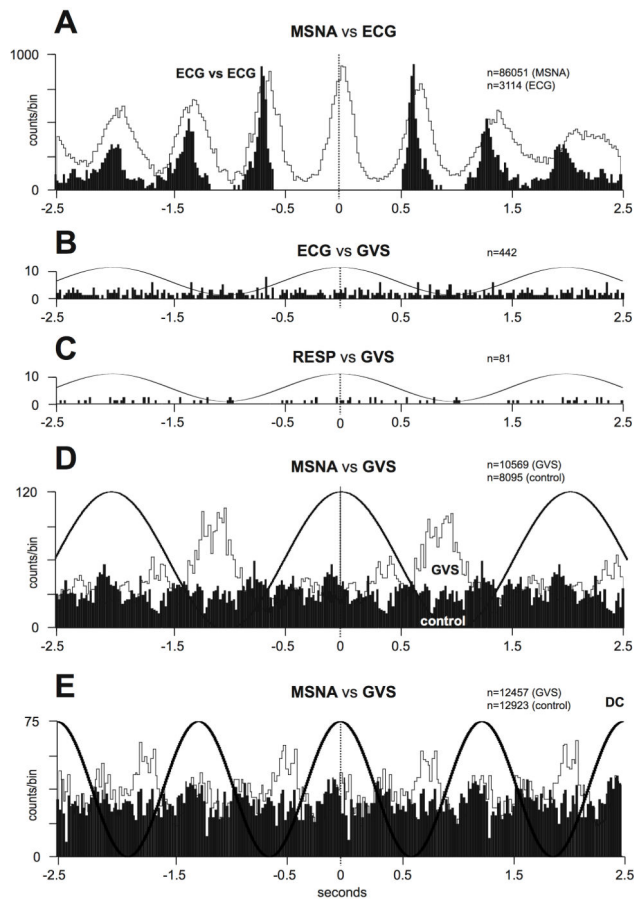 A
MSNA vs ECG
1000
ECG vs ECG
n=86051 (MSNA)
n=3114 (ECG)
counts/bin
0
-2.5 -1.5 -0.5 0 0.5 1.5 2.5
B
ECG vs GVS
n=442
10
0
-2.5 -1.5 -0.5 0 0.5 1.5 2.5
C
RESP vs GVS
n=81
10
0
-2.5 -1.5 -0.5 0 0.5 1.5 2.5
D
MSNA vs GVS
n=10569 (GVS)
n=8095 (control)
120
counts/bin
GVS
control
0
-2.5 -1.5 -0.5 0 0.5 1.5 2.5
E
MSNA vs GVS
n=12457 (GVS)
n=12923 (control)
DC
75
counts/bin
0
-2.5 -1.5 -0.5 0 0.5 1.5 2.5
seconds